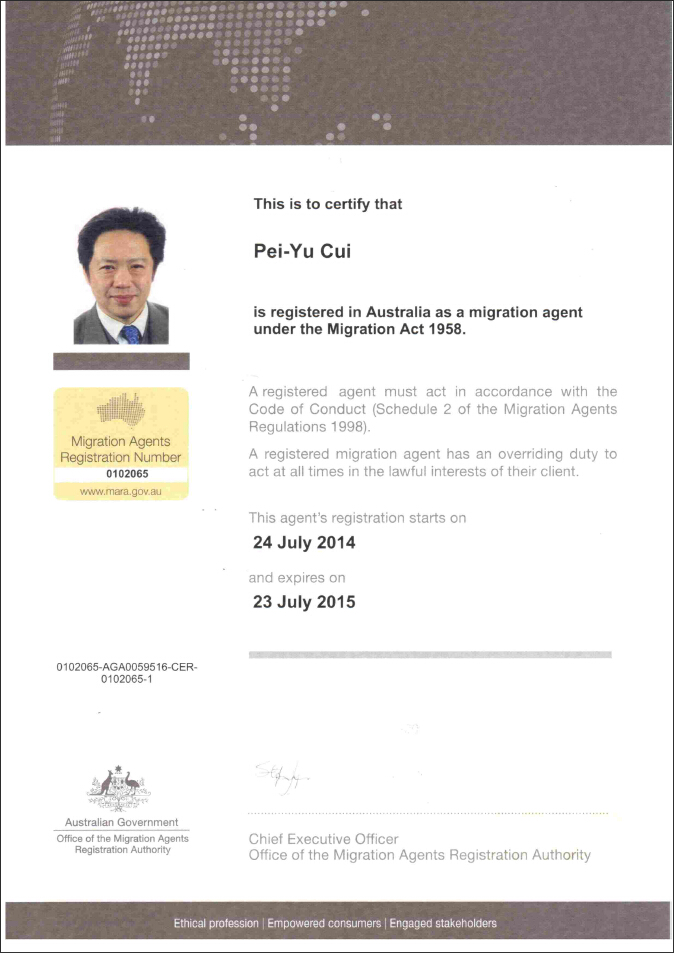 This is to certify that
Pei-Yu Cui
is registered in Australia as a migration agent
under the Migration Act 1958.
Migration Agents
Registration Number
0102065
www.mara.gov.au
A registered agent must act in accordance with the
Code of Conduct (Schedule 2 of the Migration Agents
Regulations 1998).
A registered migration agent has an overriding duty to
act at all times in the lawful interests of their client.
This agent's registration starts on
24 July 2014
and expires on
23 July 2015
0102065-AGA0059516-CER-
0102065-1
Australian Government
Office of the Migration Agents
Registration Authority
Chief Executive Officer
Office of the Migration Agents Registration Authority
Ethical profession | Empowered consumers | Engaged stakeholders